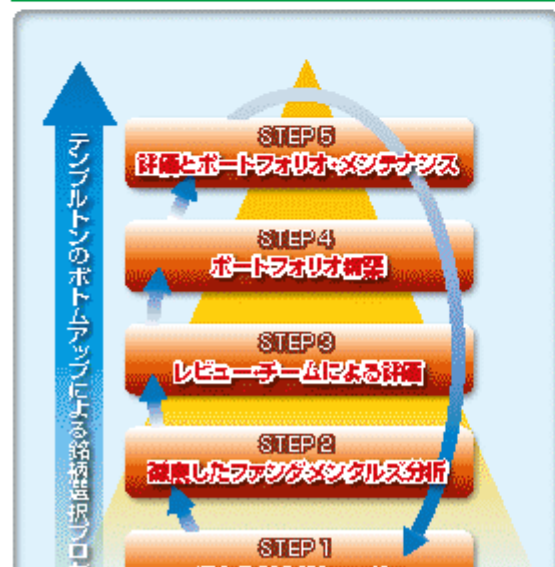 テンプルトンのボトムアップによる銘柄選択プロセ
STEP 5
評価とポートフォリオ・メンテナンス
STEP 4
ポートフォリオ構築
STEP 3
レビュー・チームによる評価
STEP 2
徹底したファンダメンタルズ分析
STEP 1